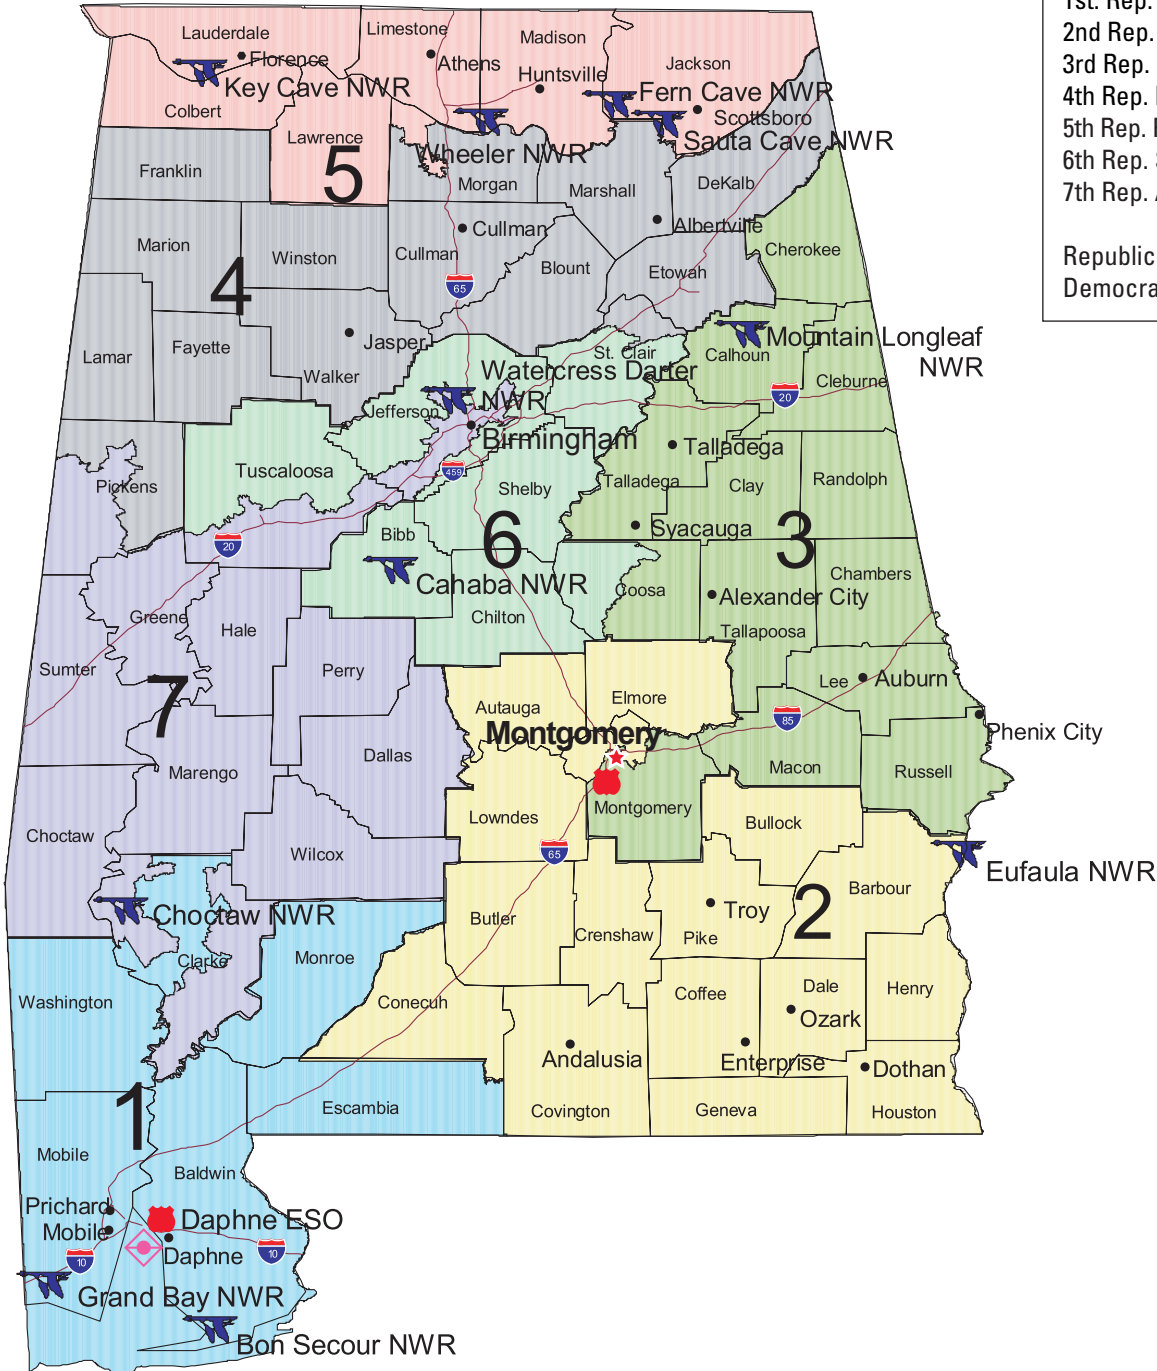 1st. Rep.
2nd Rep.
3rd Rep.
4th Rep.
5th Rep.
6th Rep.
7th Rep.
Republic
Democra
Lauderdale
Limestone
Madison
Florence
Athens
Huntsville
Jackson
Key Cave NWR
Fern Cave NWR
Colbert
Scottsboro
Lawrence
Wheeler NWR
Sauta Cave NWR
5
Franklin
Morgan
Marshall
DeKalb
Cullman
Albertville
Marion
Winston
Cullman
Blount
Etowah
Cherokee
4
65
Lamar
Fayette
Jasper
Walker
St. Clair
Calhoun
Mountain Longleaf
NWR
Watercress Darter
NWR
Cleburne
20
Jefferson
Birmingham
Talladega
Tuscaloosa
459
Pickens
Shelby
Talladega
Clay
Randolph
Bibb
6
Syacauga
3
20
Cahaba NWR
Coosa
Alexander City
Chambers
Greene
Hale
Chilton
Tallapoosa
Sumter
Perry
7
Lee
Auburn
Autauga
Elmore
85
Montgomery
Phenix City
Marengo
Dallas
Macon
Russell
Lowndes
Montgomery
Bullock
Choctaw
Wilcox
65
Eufaula NWR
Barbour
Choctaw NWR
Butler
Crenshaw
Troy
Pike
2
Clarke
Monroe
Washington
Conecuh
Coffee
Dale
Henry
Ozark
Andalusia
Enterprise
Dothan
1
Escambia
Covington
Geneva
Houston
Mobile
Baldwin
Prichard
Mobile
Daphne ESO
Daphne
10
10
Grand Bay NWR
Bon Secour NWR